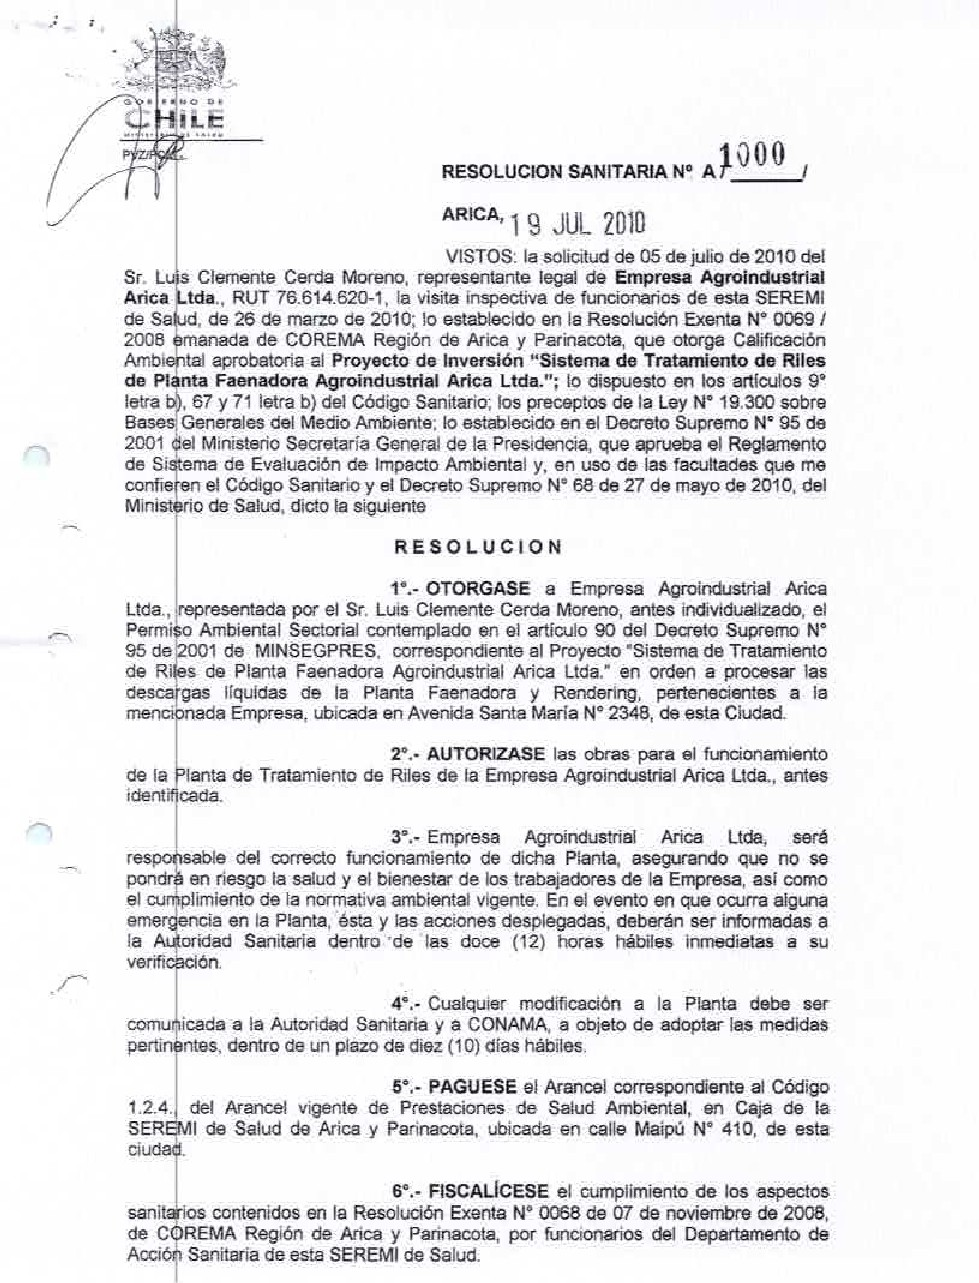 GOBIERNO DE
CHILE
MINISTERIO DE SALUD
RESOLUCION SANITARIA Nº A/ 1000 /
ARICA, 19 JUL 2010
VISTOS: la solicitud de 05 de julio de 2010 del
Sr. Luis Clemente Cerda Moreno, representante legal de Empresa Agroindustrial
Arica Ltda., RUT 76.614.620-1, la visita inspectiva de funcionarios de esta SEREMI
de Salud, de 26 de marzo de 2010; lo establecido en la Resolución Exenta N° 0069 /
2008 emanada de COREMA Región de Arica y Parinacota, que otorga Calificación
Ambiental aprobatoria al Proyecto de Inversión "Sistema de Tratamiento de Riles
de Planta Faenadora Agroindustrial Arica Ltda."; lo dispuesto en los artículos 9°
letra b), 67 y 71 letra b) del Código Sanitario; los preceptos de la Ley N° 19.300 sobre
Bases Generales del Medio Ambiente; lo establecido en el Decreto Supremo N° 95 de
2001 del Ministerio Secretaría General de la Presidencia, que aprueba el Reglamento
de Sistema de Evaluación de Impacto Ambiental y, en uso de las facultades que me
confieren el Código Sanitario y el Decreto Supremo N° 68 de 27 de mayo de 2010, del
Ministerio de Salud, dicto la siguiente
RESOLUCION
1°.- OTORGASE a Empresa Agroindustrial Arica
Ltda., representada por el Sr. Luis Clemente Cerda Moreno, antes individualizado, el
Permiso Ambiental Sectorial contemplado en el artículo 90 del Decreto Supremo N°
95 de 2001 de MINSEGPRES, correspondiente al Proyecto "Sistema de Tratamiento
de Riles de Planta Faenadora Agroindustrial Arica Ltda." en orden a procesar las
descargas líquidas de la Planta Faenadora y Rendering, pertenecientes a la
mencionada Empresa, ubicada en Avenida Santa María N° 2348, de esta Ciudad.
2°.- AUTORIZASE las obras para el funcionamiento
de la Planta de Tratamiento de Riles de la Empresa Agroindustrial Arica Ltda., antes
identificada.
3°.- Empresa Agroindustrial Arica Ltda, será
responsable del correcto funcionamiento de dicha Planta, asegurando que no se
pondrá en riesgo la salud y el bienestar de los trabajadores de la Empresa, así como
el cumplimiento de la normativa ambiental vigente. En el evento en que ocurra alguna
emergencia en la Planta, ésta y las acciones desplegadas, deberán ser informadas a
la Autoridad Sanitaria dentro de las doce (12) horas hábiles inmediatas a su
verificación.
4°.- Cualquier modificación a la Planta debe ser
comunicada a la Autoridad Sanitaria y a CONAMA, a objeto de adoptar las medidas
pertinentes, dentro de un plazo de diez (10) días hábiles.
5°.- PAGUESE el Arancel correspondiente al Código
1.2.4., del Arancel vigente de Prestaciones de Salud Ambiental, en Caja de la
SEREMI de Salud de Arica y Parinacota, ubicada en calle Maipú N° 410, de esta
ciudad.
6°.- FISCALÍCESE el cumplimiento de los aspectos
sanitarios contenidos en la Resolución Exenta N° 0068 de 07 de noviembre de 2008,
de COREMA Región de Arica y Parinacota, por funcionarios del Departamento de
Acción Sanitaria de esta SEREMI de Salud.